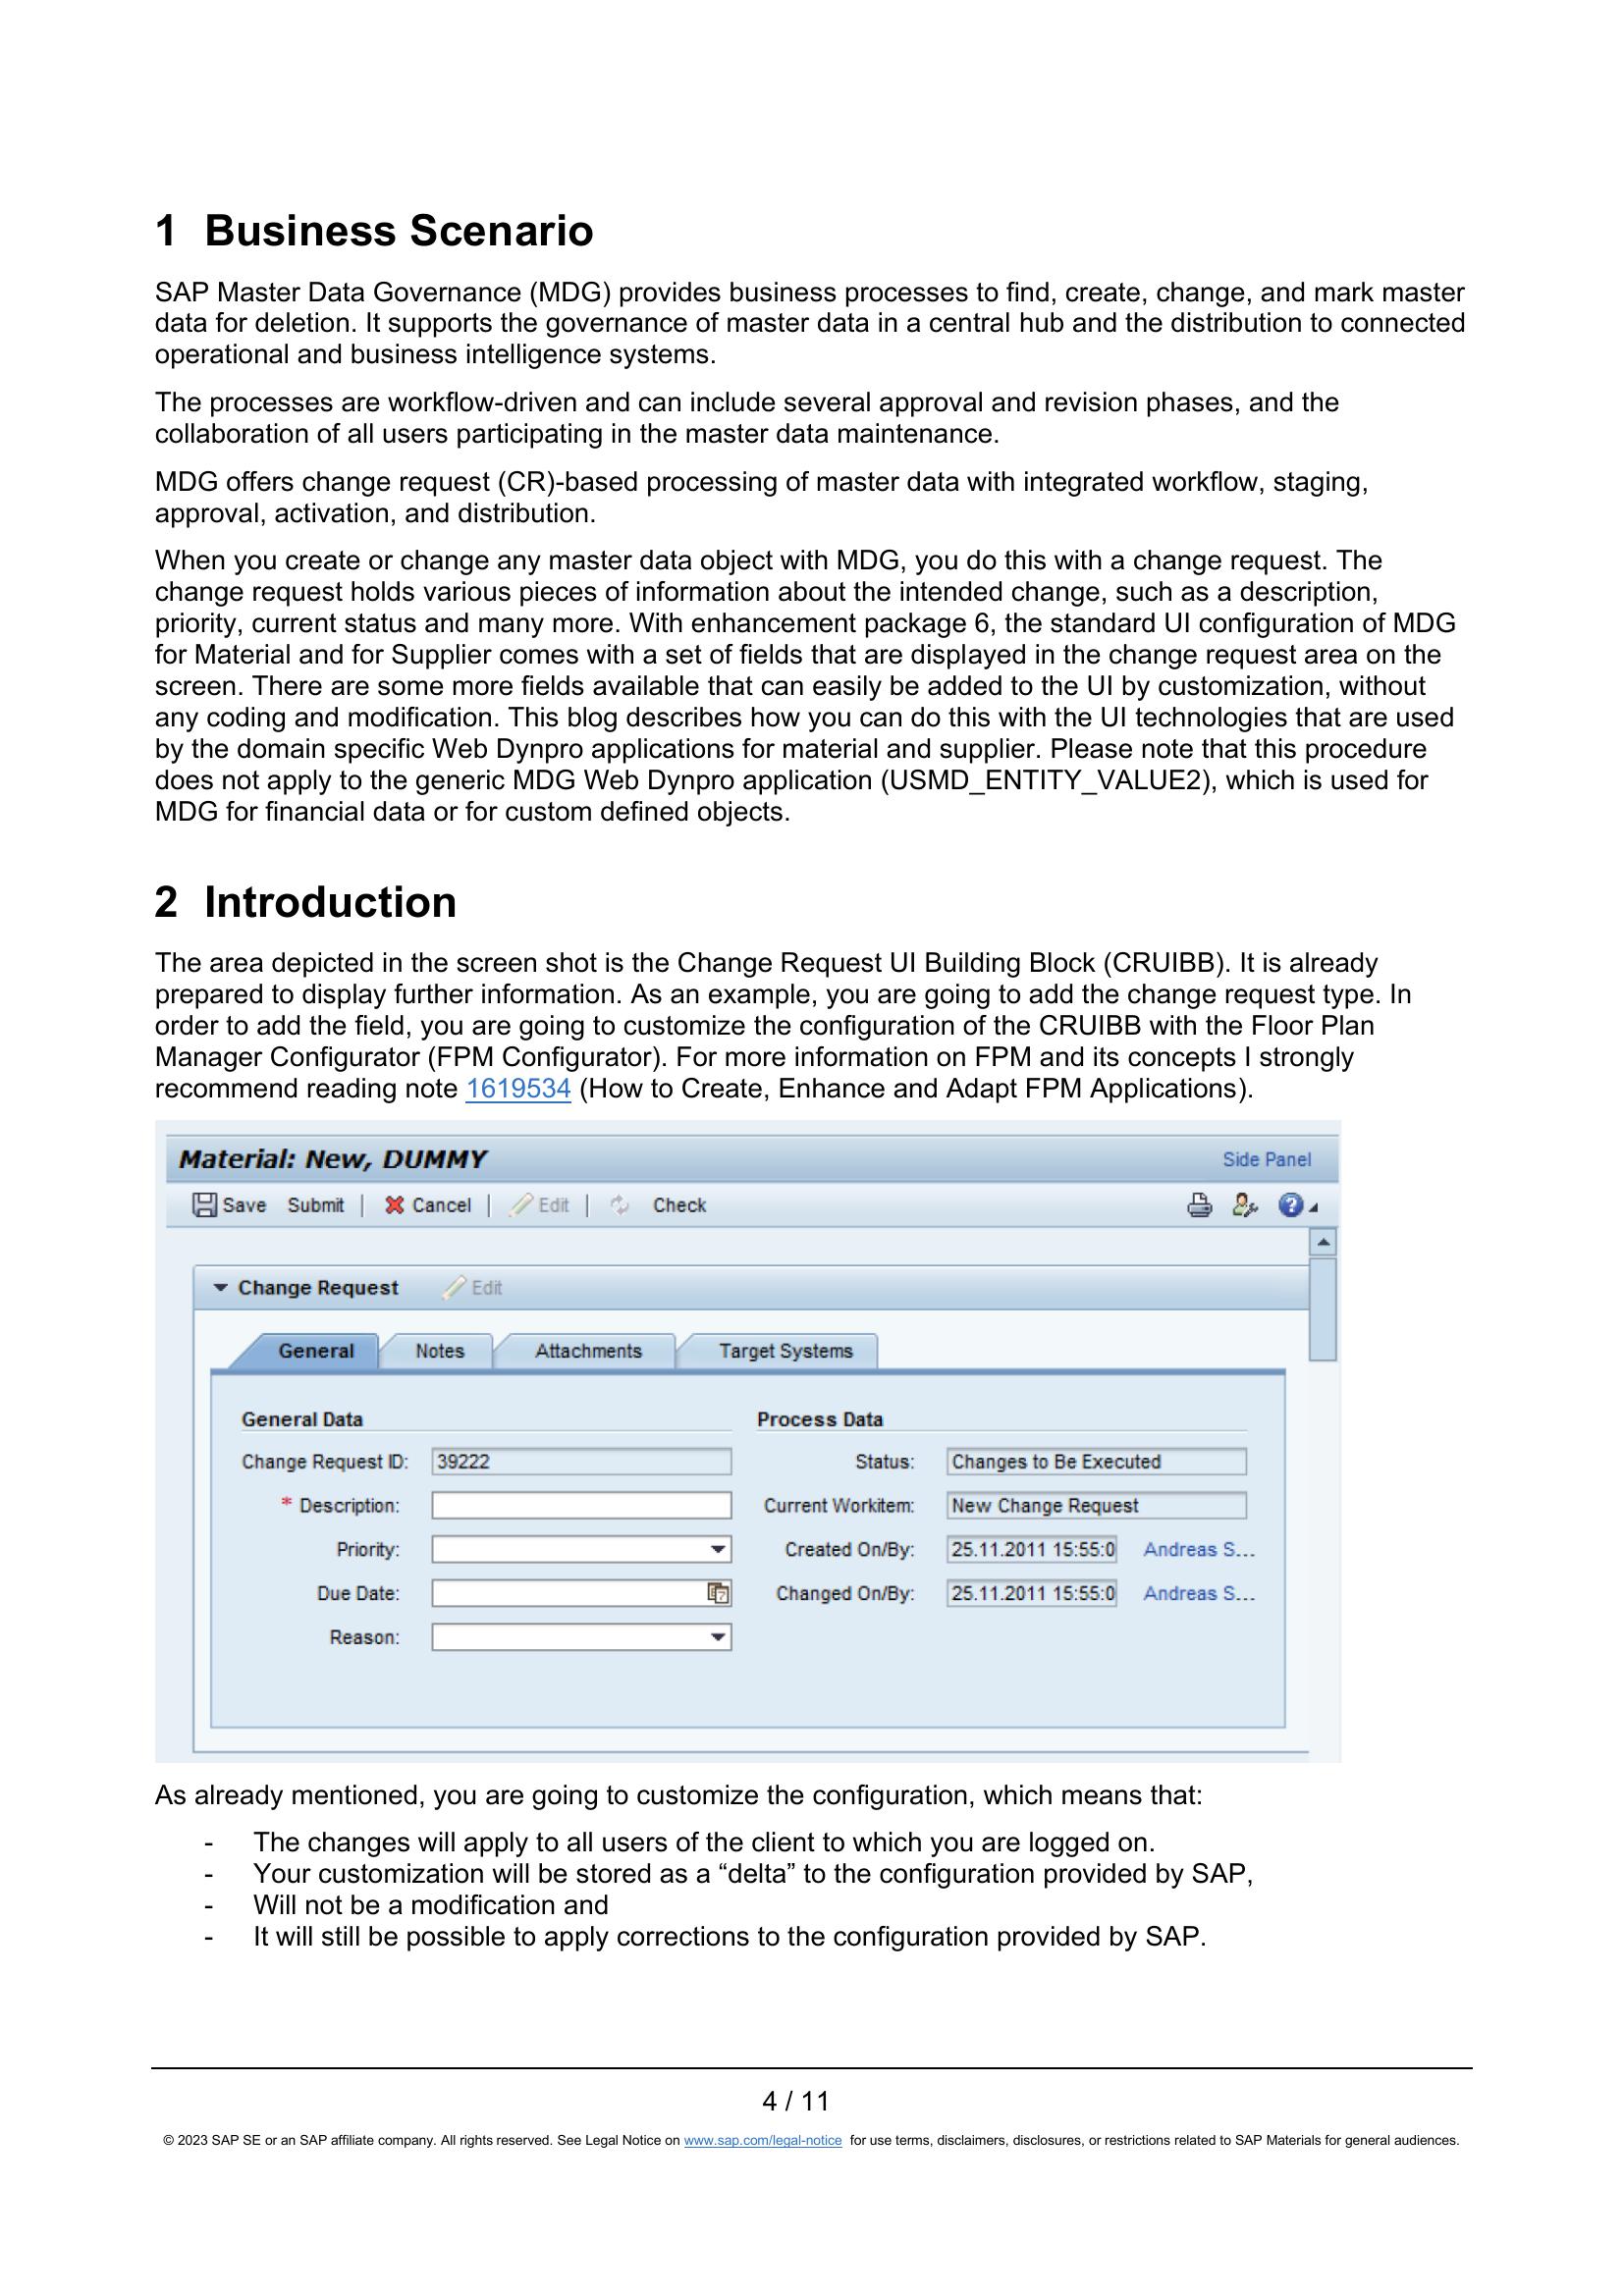 1 Business Scenario
SAP Master Data Governance (MDG) provides business processes to find, create, change, and mark master
data for deletion. It supports the governance of master data in a central hub and the distribution to connected
operational and business intelligence systems.
The processes are workflow-driven and can include several approval and revision phases, and the
collaboration of all users participating in the master data maintenance.
MDG offers change request (CR)-based processing of master data with integrated workflow, staging,
approval, activation, and distribution.
When you create or change any master data object with MDG, you do this with a change request. The
change request holds various pieces of information about the intended change, such as a description,
priority, current status and many more. With enhancement package 6, the standard UI configuration of MDG
for Material and for Supplier comes with a set of fields that are displayed in the change request area on the
screen. There are some more fields available that can easily be added to the UI by customization, without
any coding and modification. This blog describes how you can do this with the UI technologies that are used
by the domain specific Web Dynpro applications for material and supplier. Please note that this procedure
does not apply to the generic MDG Web Dynpro application (USMD_ENTITY_VALUE2), which is used for
MDG for financial data or for custom defined objects.
2 Introduction
The area depicted in the screen shot is the Change Request UI Building Block (CRUIBB). It is already
prepared to display further information. As an example, you are going to add the change request type. In
order to add the field, you are going to customize the configuration of the CRUIBB with the Floor Plan
Manager Configurator (FPM Configurator). For more information on FPM and its concepts I strongly
recommend reading note 1619534 (How to Create, Enhance and Adapt FPM Applications).
Material: New, DUMMY Side Panel
Save Submit | Cancel | Edit | Check
Change Request Edit
General Notes Attachments Target Systems
General Data Process Data
Change Request ID: 39222 Status: Changes to Be Executed
* Description: Current Workitem: New Change Request
Priority: Created On/By: 25.11.2011 15:55:0 Andreas S...
Due Date: Changed On/By: 25.11.2011 15:55:0 Andreas S...
Reason:
As already mentioned, you are going to customize the configuration, which means that:
- The changes will apply to all users of the client to which you are logged on.
- Your customization will be stored as a “delta” to the configuration provided by SAP,
- Will not be a modification and
- It will still be possible to apply corrections to the configuration provided by SAP.
4 / 11
© 2023 SAP SE or an SAP affiliate company. All rights reserved. See Legal Notice on www.sap.com/legal-notice for use terms, disclaimers, disclosures, or restrictions related to SAP Materials for general audiences.